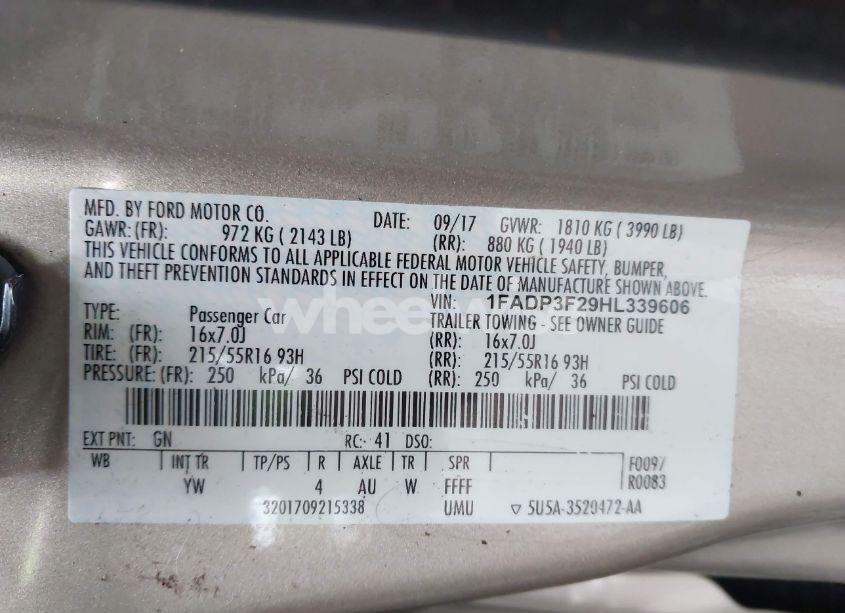 MFD. BY FORD MOTOR CO. DATE: 09/17 GVWR: 1810 KG ( 3990 LB)
GAWR: (FR): 972 KG ( 2143 LB) (RR): 880 KG ( 1940 LB)
THIS VEHICLE CONFORMS TO ALL APPLICABLE FEDERAL MOTOR VEHICLE SAFETY, BUMPER,
AND THEFT PREVENTION STANDARDS IN EFFECT ON THE DATE OF MANUFACTURE SHOWN ABOVE.
VIN: 1FADP3F29HL339606
TYPE: Passenger Car TRAILER TOWING - SEE OWNER GUIDE
RIM: (FR): 16x7.0J (RR): 16x7.0J
TIRE: (FR): 215/55R16 93H (RR): 215/55R16 93H
PRESSURE: (FR): 250 kPa/ 36 PSI COLD (RR): 250 kPa/ 36 PSI COLD
EXT PNT: GN RC: 41 DSO:
WB INT TR TP/PS R AXLE TR SPR F009/
YW 4 AU W FFFF R0083
3201709215338 UMU ▽ 5U5A-3520472-AA